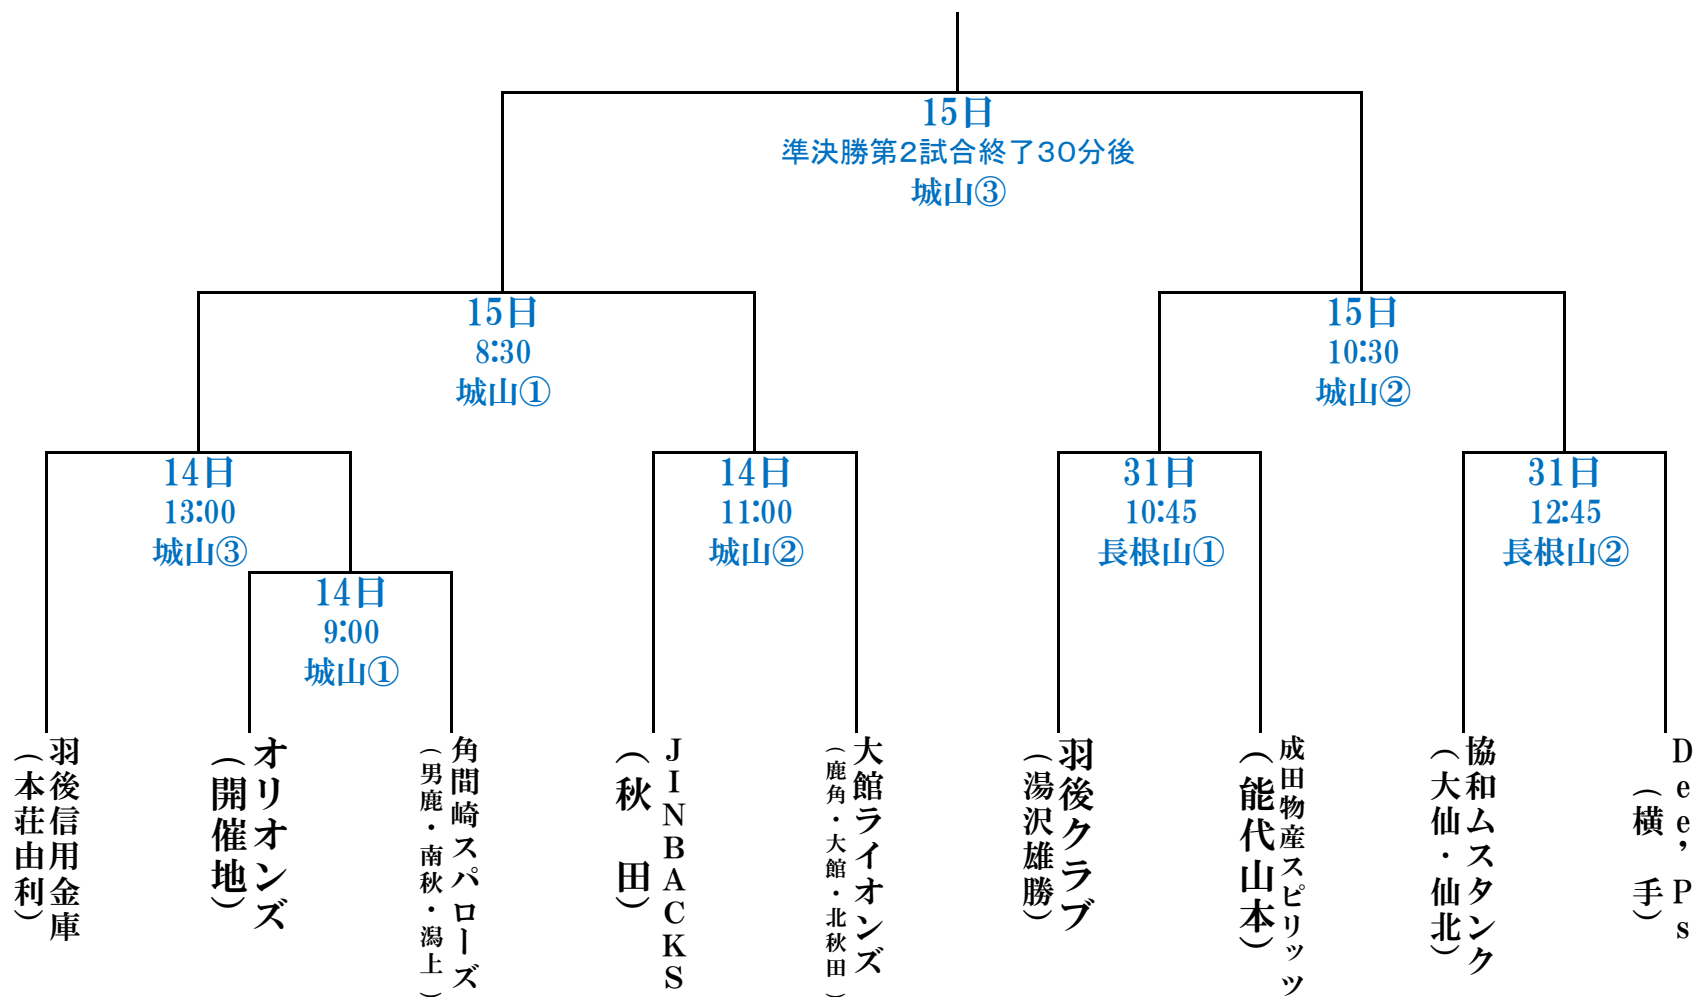 15日
準決勝第2試合終了30分後
城山③
15日
8:30
城山①
15日
10:30
城山②
14日
13:00
城山③
14日
11:00
城山②
31日
10:45
長根山①
31日
12:45
長根山②
14日
9:00
城山①
羽後信用金庫
(本荘由利)
オリオンズ
(開催地)
角間崎スパローズ
(男鹿・南秋・潟上)
JINBACKS
(秋 田)
大館ライオンズ
(鹿角・大館・北秋田)
羽後クラブ
(湯沢雄勝)
成田物産スピリッツ
(能代山本)
協和ムスタンク
(大仙・仙北)
Dee, Ps
(横 手)